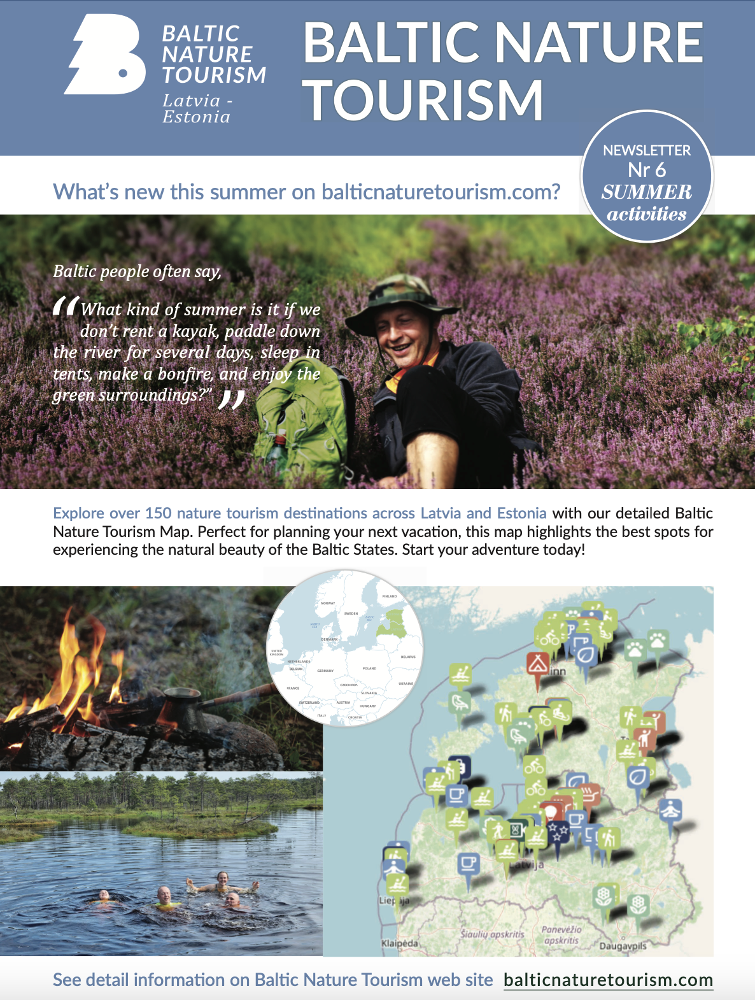 BALTIC
NATURE
TOURISM
Latvia -
Estonia
BALTIC NATURE
TOURISM
NEWSLETTER
Nr 6
SUMMER
activities
What's new this summer on balticnaturetourism.com?
Baltic people often say,
“What kind of summer is it if we
don't rent a kayak, paddle down
the river for several days, sleep in
tents, make a bonfire, and enjoy the
green surroundings?” ”
Explore over 150 nature tourism destinations across Latvia and Estonia with our detailed Baltic
Nature Tourism Map. Perfect for planning your next vacation, this map highlights the best spots for
experiencing the natural beauty of the Baltic States. Start your adventure today!
FINLAND
NORWAY
SWEDEN
BALTIC
SEA
NORTH
SEA
DENMARK
UNITED
KINGDOM
BELARUS
NETHERLANDS
BELGIUM
GERMANY
POLAND
UKRAINE
CZECH REP.
FRANCE
SLOVAKIA
SWITZERLAND
AUSTRIA
HUNGARY
ITALY
CROATIA
inn
Latvija
Liepaja
Klaipėda
Šiaulių apskritis
Panevėžio
apskritis
Daugavpils
See detail information on Baltic Nature Tourism web site balticnaturetourism.com